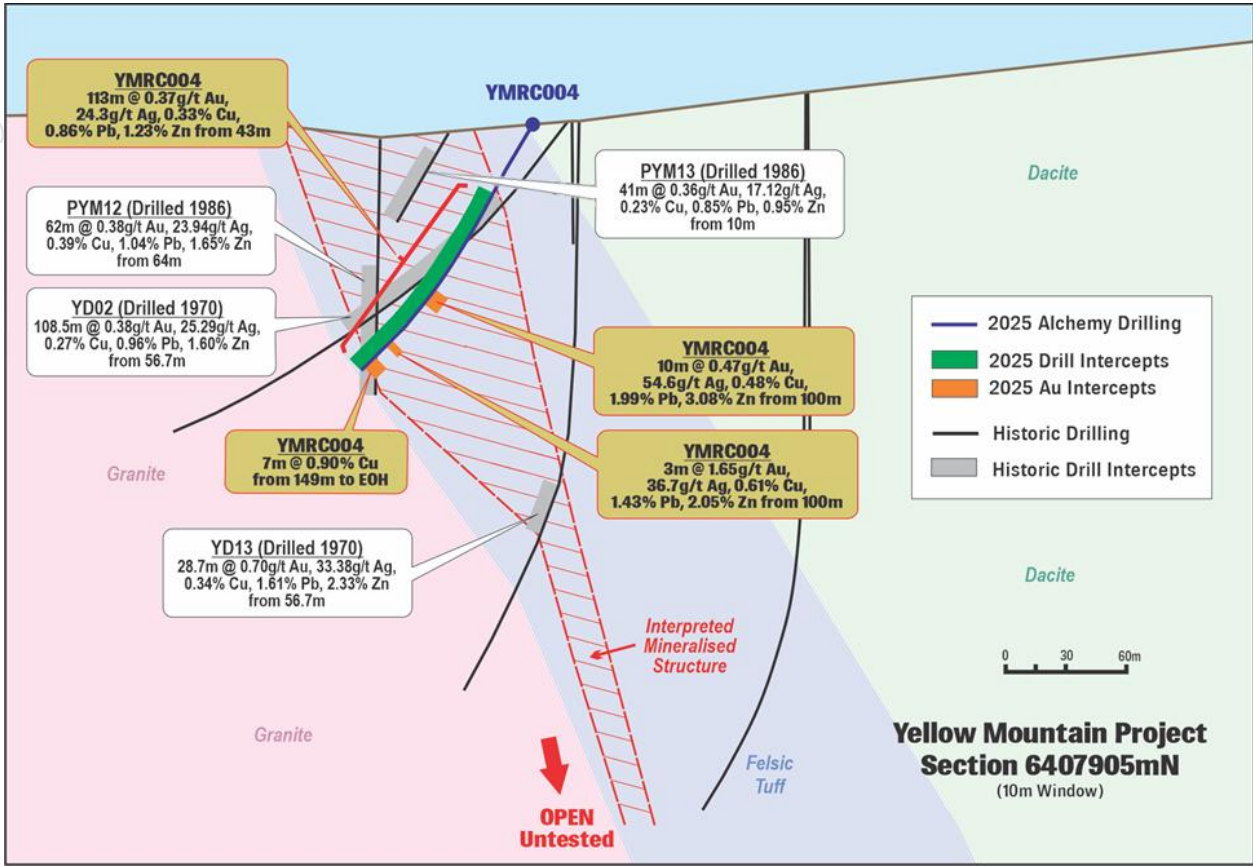 YMRC004
113m @ 0.37g/t Au,
24.3g/t Ag, 0.33% Cu,
0.86% Pb, 1.23% Zn from 43m
YMRC004
PYM13 (Drilled 1986)
41m @ 0.36g/t Au, 17.12g/t Ag,
0.23% Cu, 0.85% Pb, 0.95% Zn
from 10m
Dacite
PYM12 (Drilled 1986)
62m @ 0.38g/t Au, 23.94g/t Ag,
0.39% Cu, 1.04% Pb, 1.65% Zn
from 64m
YD02 (Drilled 1970)
108.5m @ 0.38g/t Au, 25.29g/t Ag,
0.27% Cu, 0.96% Pb, 1.60% Zn
from 56.7m
YMRC004
10m @ 0.47g/t Au,
54.6g/t Ag, 0.48% Cu,
1.99% Pb, 3.08% Zn from 100m
2025 Alchemy Drilling
2025 Drill Intercepts
2025 Au Intercepts
Historic Drilling
Historic Drill Intercepts
YMRC004
7m @ 0.90% Cu
from 149m to EOH
YMRC004
3m @ 1.65g/t Au,
36.7g/t Ag, 0.61% Cu,
1.43% Pb, 2.05% Zn from 100m
Granite
YD13 (Drilled 1970)
28.7m @ 0.70g/t Au, 33.38g/t Ag,
0.34% Cu, 1.61% Pb, 2.33% Zn
from 56.7m
Dacite
Interpreted
Mineralised
Structure
0 30 60m
Granite
Yellow Mountain Project
Section 6407905mN
(10m Window)
Felsic
Tuff
OPEN
Untested